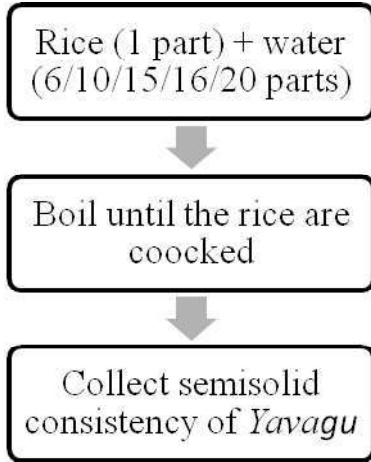 Rice (1 part) + water
(6/10/15/16/20 parts)
Boil until the rice are
coocked
Collect semisolid
consistency of Yavagu